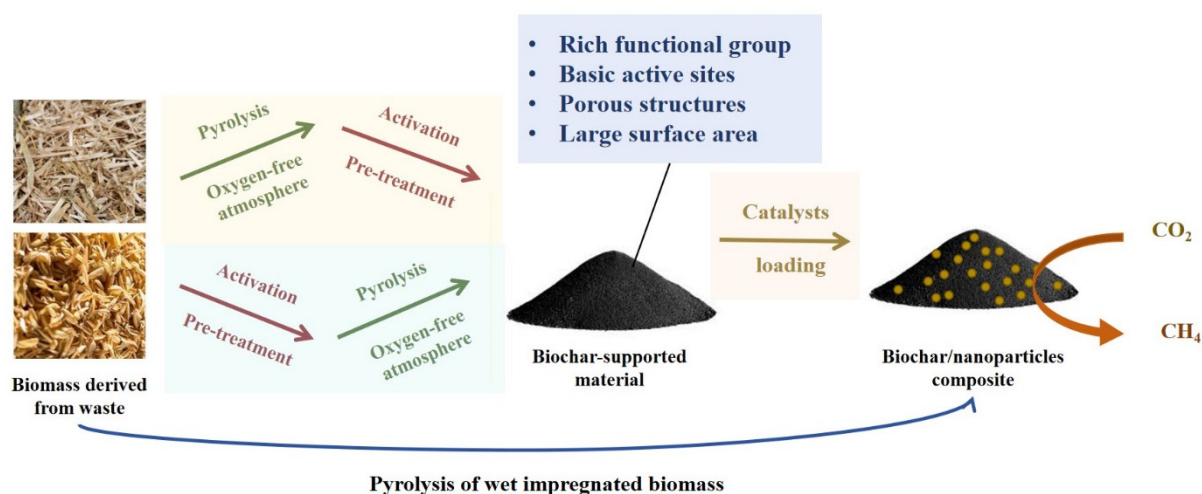 • Rich functional group
• Basic active sites
• Porous structures
• Large surface area
Pyrolysis
Oxygen-free
atmosphere
Activation
Pre-treatment
Activation
Pre-treatment
Pyrolysis
Oxygen-free
atmosphere
Catalysts
loading
CO₂
CH₄
Biomass derived
from waste
Biochar-supported
material
Biochar/nanoparticles
composite
Pyrolysis of wet impregnated biomass